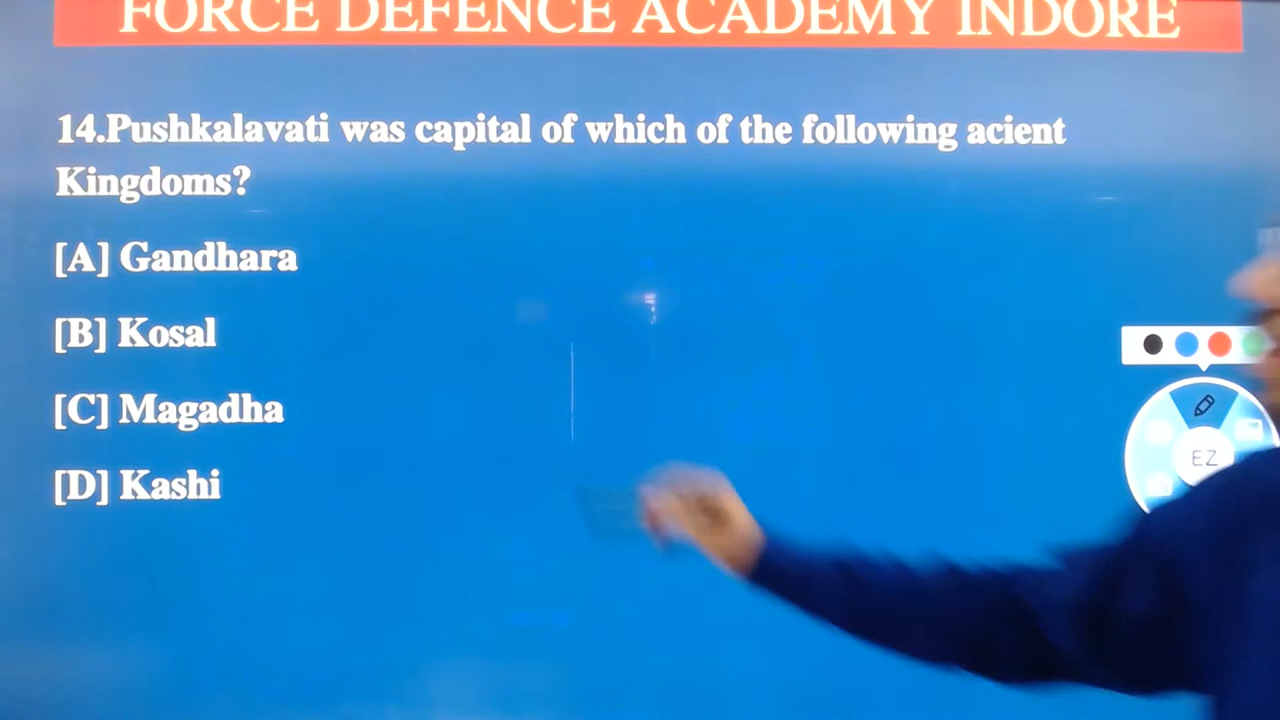 FORCE DEFENCE ACADEMY INDORE
14.Pushkalavati was capital of which of the following acient
Kingdoms?
[A] Gandhara
[B] Kosal
[C] Magadha
[D] Kashi
EZ